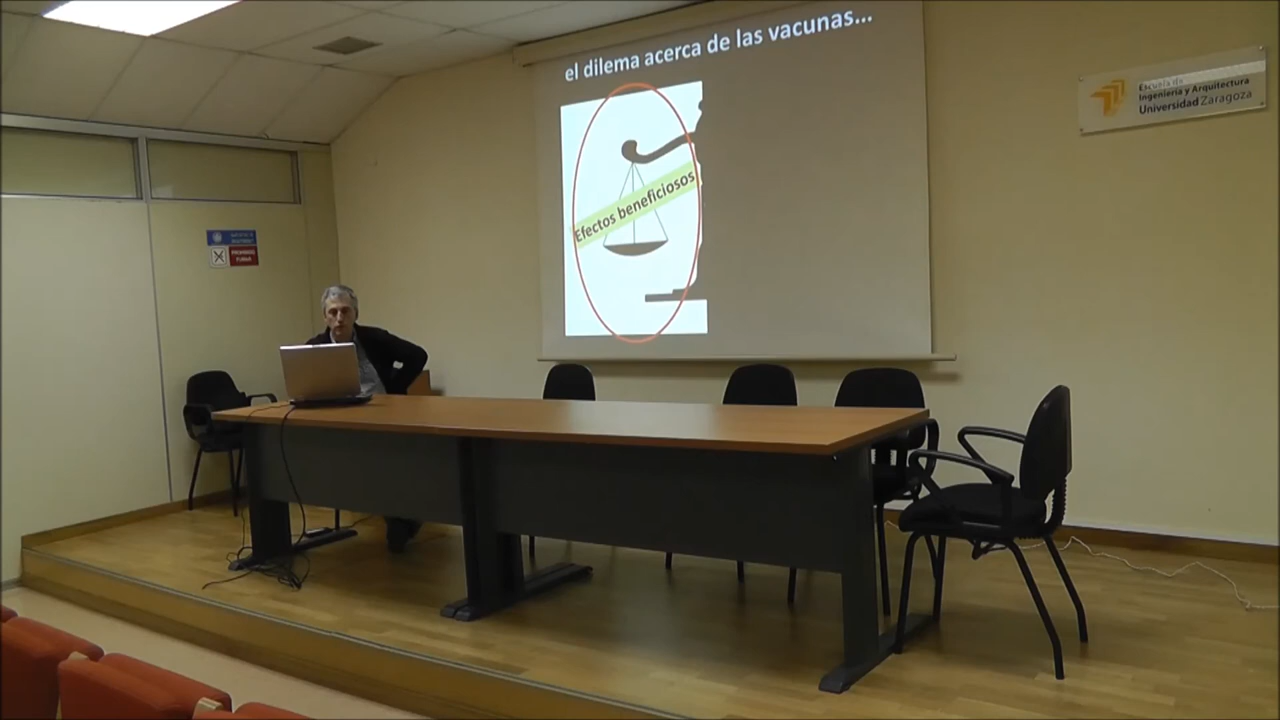 el dilema acerca de las vacunas...
Efectos beneficiosos
Escuela de
Ingeniería y Arquitectura
Universidad Zaragoza